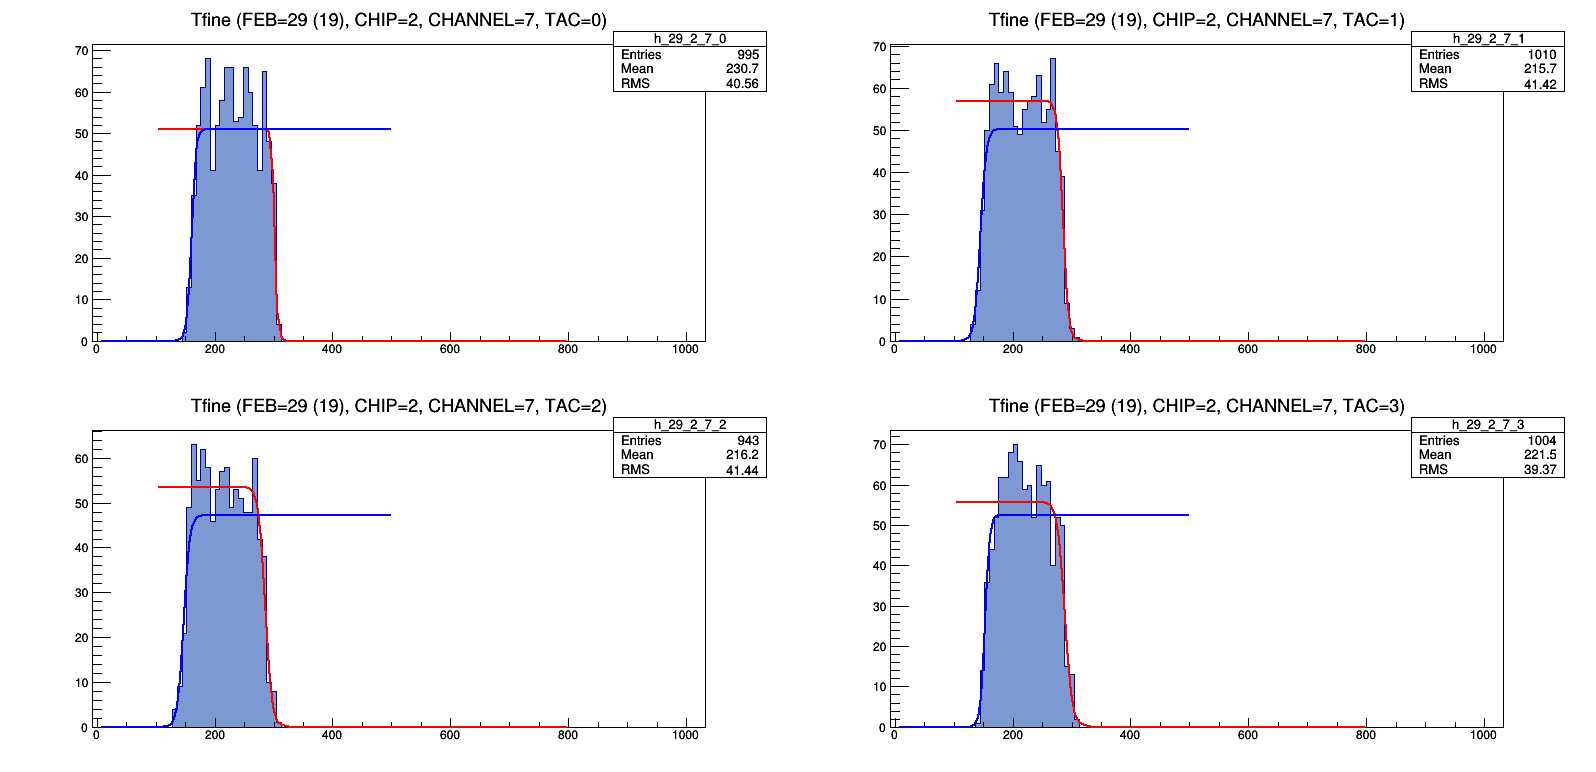 Tfine (FEB=29 (19), CHIP=2, CHANNEL=7, TAC=0)
h_29_2_7_0
Entries 995
Mean 230.7
RMS 40.56
70
60
50
40
30
20
10
0
0 200 400 600 800 1000
Tfine (FEB=29 (19), CHIP=2, CHANNEL=7, TAC=1)
h_29_2_7_1
Entries 1010
Mean 215.7
RMS 41.42
70
60
50
40
30
20
10
0
0 200 400 600 800 1000
Tfine (FEB=29 (19), CHIP=2, CHANNEL=7, TAC=2)
h_29_2_7_2
Entries 943
Mean 216.2
RMS 41.44
60
50
40
30
20
10
0
0 200 400 600 800 1000
Tfine (FEB=29 (19), CHIP=2, CHANNEL=7, TAC=3)
h_29_2_7_3
Entries 1004
Mean 221.5
RMS 39.37
70
60
50
40
30
20
10
0
0 200 400 600 800 1000